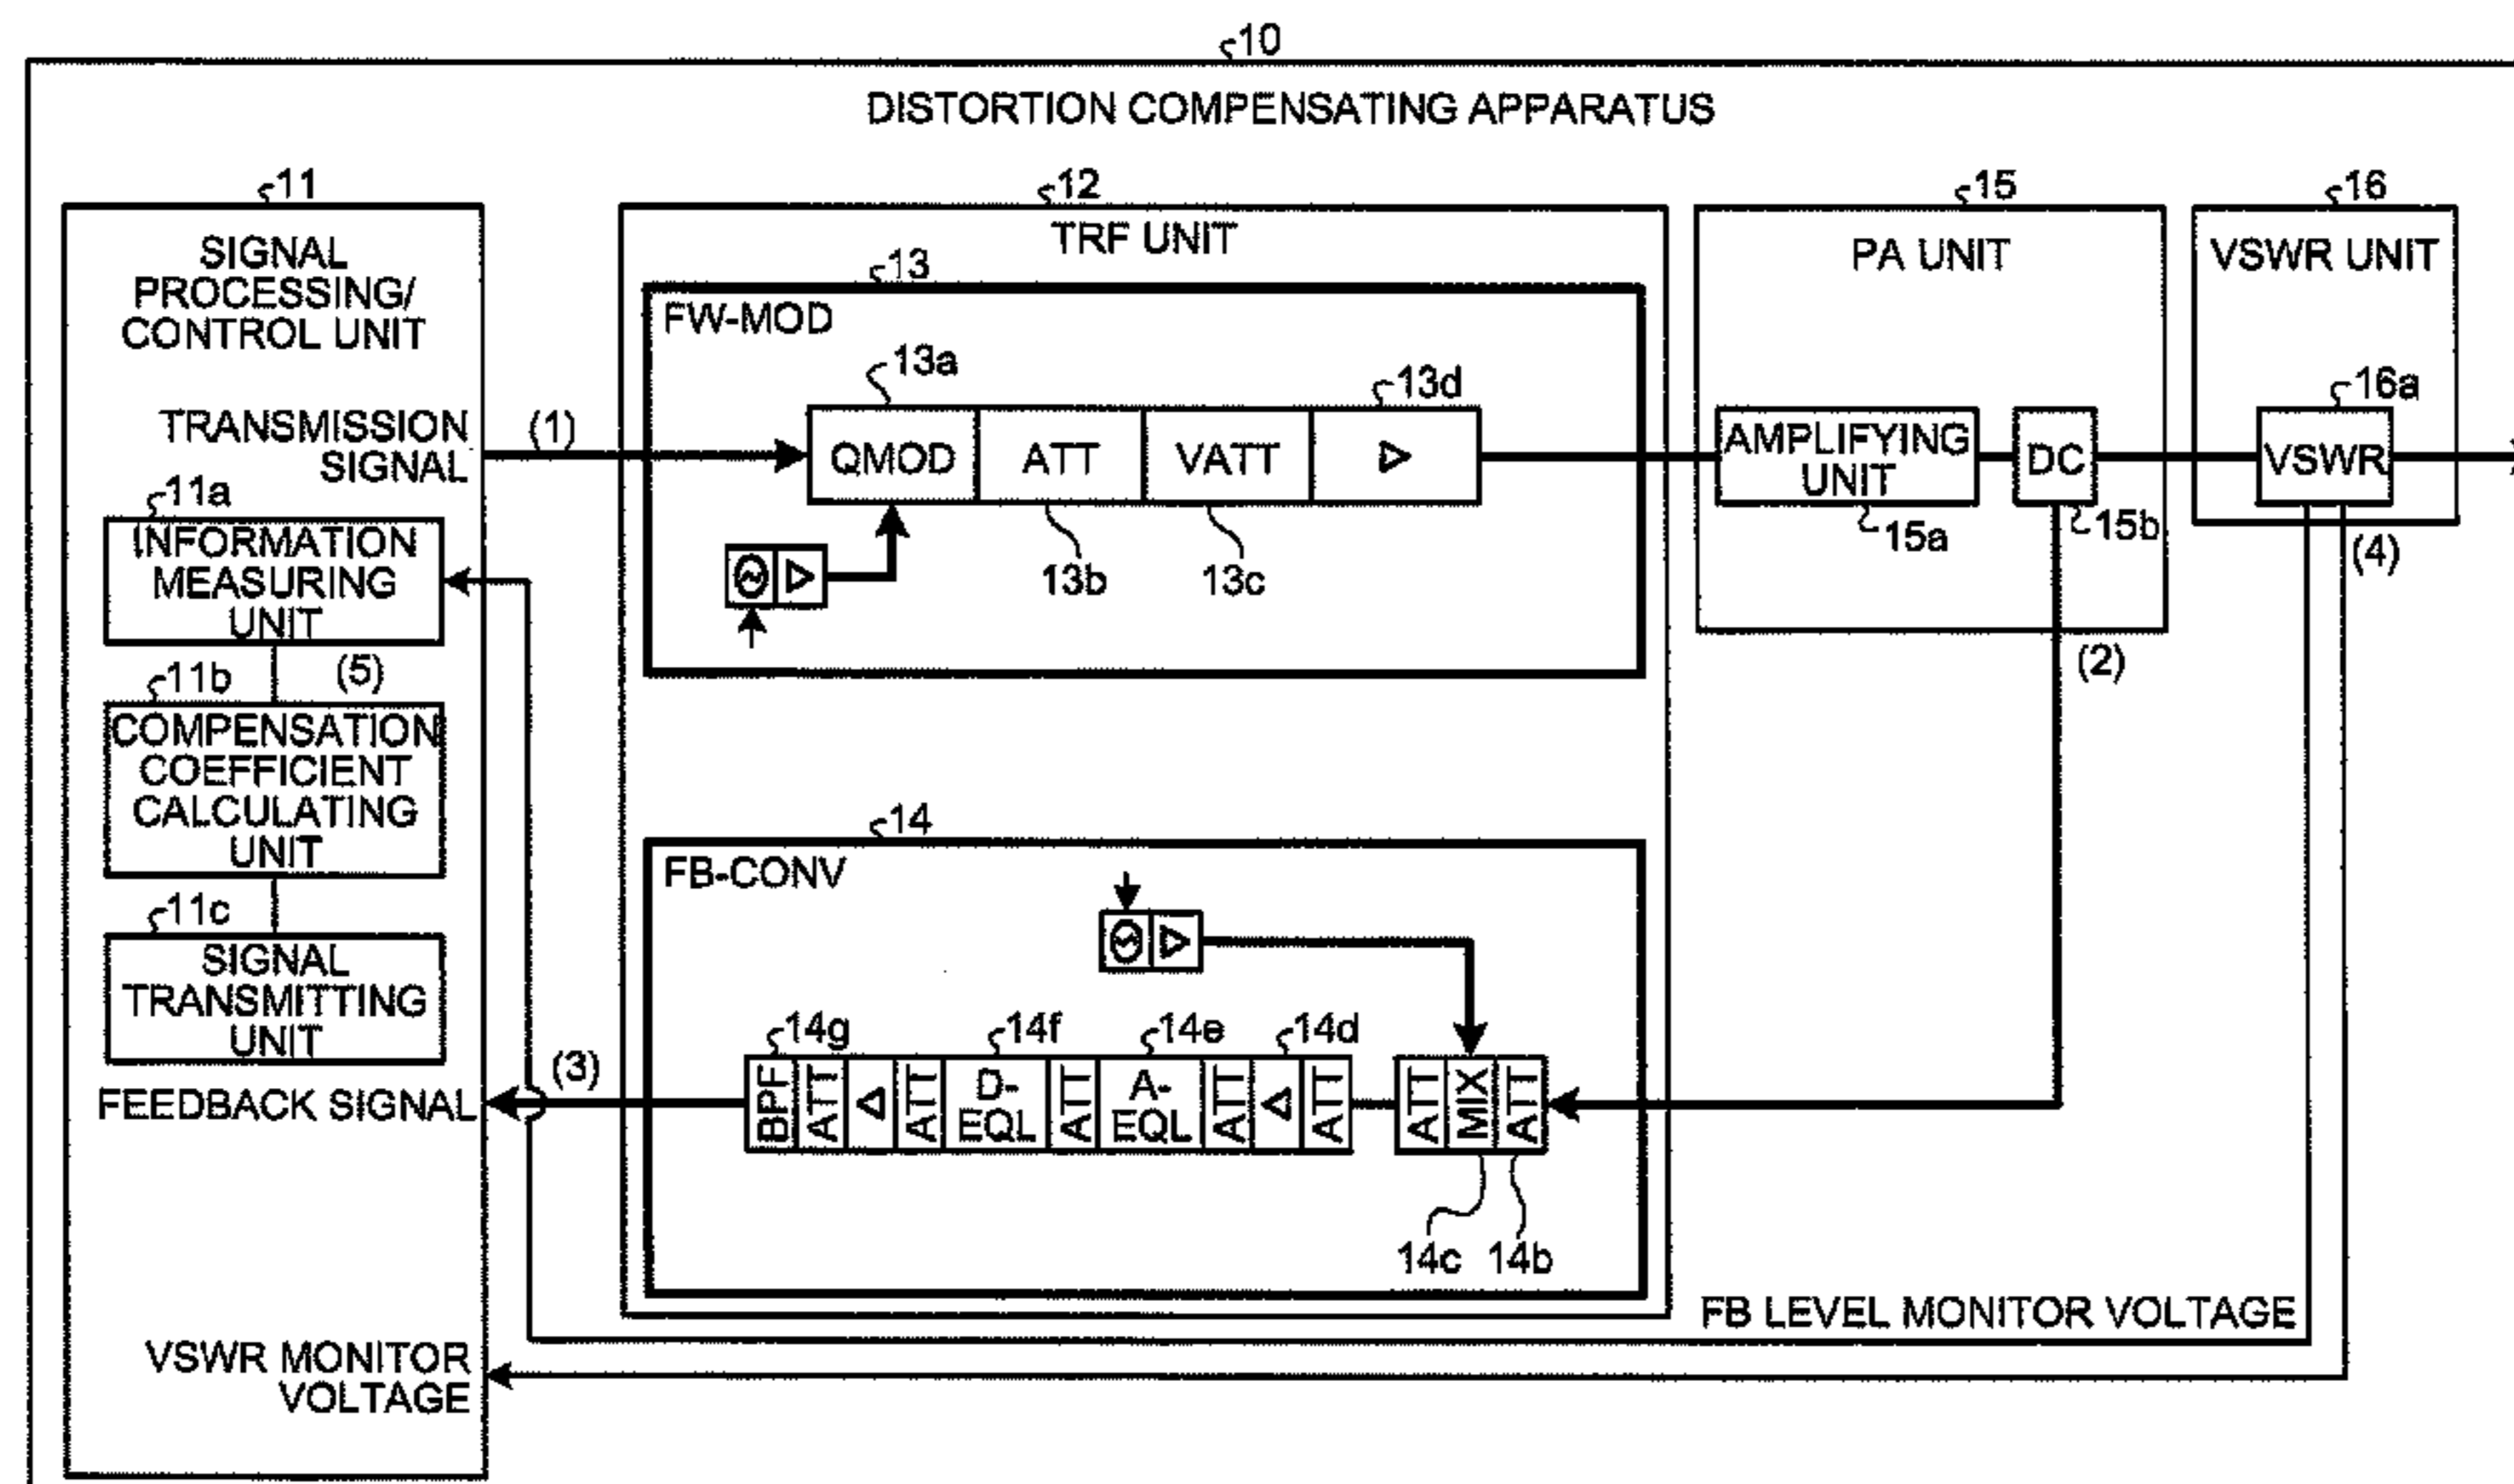 10
DISTORTION COMPENSATING APPARATUS
11
SIGNAL
PROCESSING/
CONTROL UNIT
TRANSMISSION
SIGNAL
(1)
11a
INFORMATION
MEASURING
UNIT
(5)
11b
COMPENSATION
COEFFICIENT
CALCULATING
UNIT
11c
SIGNAL
TRANSMITTING
UNIT
FEEDBACK SIGNAL
(3)
VSWR MONITOR
VOLTAGE
12
TRF UNIT
13
FW-MOD
13a
13d
QMOD
ATT
VATT
13b
13c
14
FB-CONV
14g
14f
14e
14d
BPF
ATT
ATT
D-
EQL
ATT
A-
EQL
ATT
ATT
ATT
MIX
ATT
14c
14b
15
PA UNIT
AMPLIFYING
UNIT
DC
15a
15b
(2)
16
VSWR UNIT
16a
VSWR
(4)
FB LEVEL MONITOR VOLTAGE